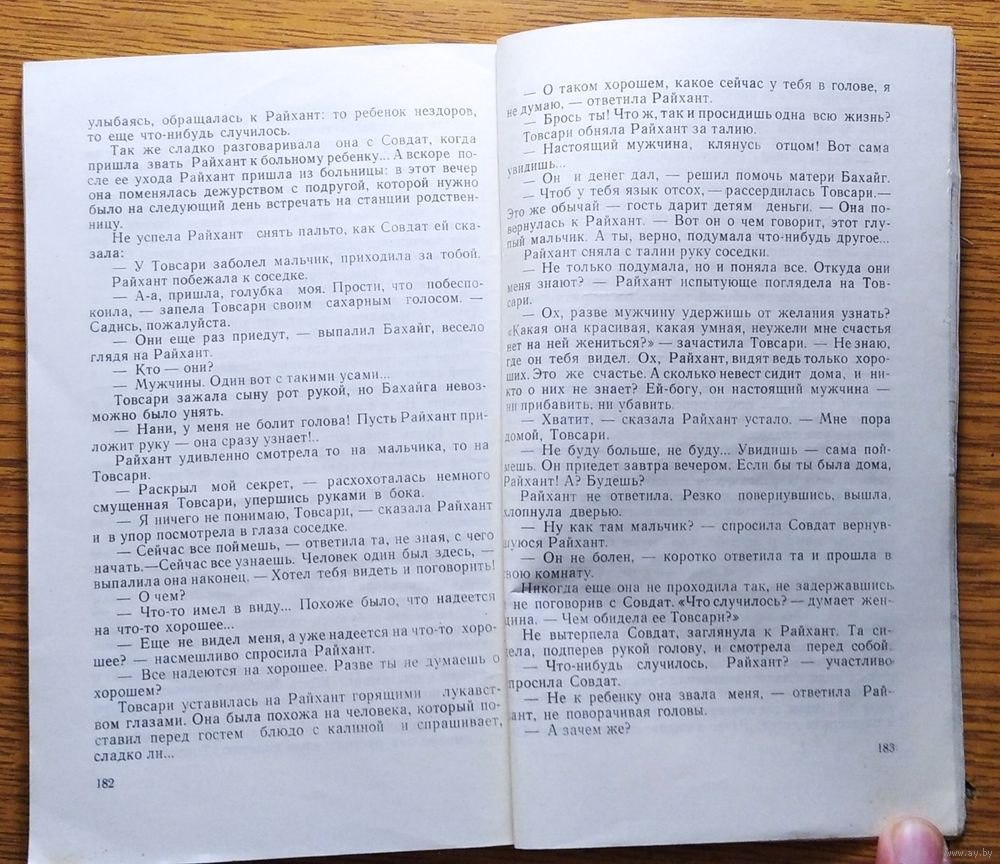 улыбаясь, обращалась к Райхант: то ребенок нездоров,
то еще что-нибудь случилось.
Так же сладко разговаривала она с Совдат, когда
пришла звать Райхант к больному ребенку... А вскоре по-
сле ее ухода Райхант пришла из больницы: в этот вечер
она поменялась дежурством с подругой, которой нужно
было на следующий день встречать на станции родствен-
ницу.
Не успела Райхант снять пальто, как Совдат ей ска-
зала:
— У Товсари заболел мальчик, приходила за тобой.
Райхант побежала к соседке.
— А-а, пришла, голубка моя. Прости, что побеспо-
коила, — запела Товсари своим сахарным голосом. —
Садись, пожалуйста.
— Они еще раз приедут, — выпалил Бахайг, весело
глядя на Райхант.
— Кто — они?
— Мужчины. Один вот с такими усами...
Товсари зажала сыну рот рукой, но Бахайга невоз-
можно было унять.
— Нани, у меня не болит голова! Пусть Райхант при-
ложит руку — она сразу узнает!..
Райхант удивленно смотрела то на мальчика, то на
Товсари.
— Раскрыл мой секрет, — расхохоталась немного
смущенная Товсари, упершись руками в бока.
— Я ничего не понимаю, Товсари, — сказала Райхант
и в упор посмотрела в глаза соседке.
— Сейчас все поймешь, — ответила та, не зная, с чего
начать.—Сейчас все узнаешь. Человек один был здесь, —
выпалила она наконец. — Хотел тебя видеть и поговорить!
— О чем?
— Что-то имел в виду... Похоже было, что надеется
на что-то хорошее...
— Еще не видел меня, а уже надеется на что-то хоро-
шее? — насмешливо спросила Райхант.
— Все надеются на хорошее. Разве ты не думаешь о
хорошем?
Товсари уставилась на Райхант горящими лукавст-
вом глазами. Она была похожа на человека, который по-
ставил перед гостем блюдо с калиной и спрашивает,
сладко ли...
182
— О таком хорошем, какое сейчас у тебя в голове, я
не думаю, — ответила Райхант.
— Брось ты! Что ж, так и просидишь одна всю жизнь?
Товсари обняла Райхант за талию.
— Настоящий мужчина, клянусь отцом! Вот сама
увидишь...
— Он и денег дал, — решил помочь матери Бахайг.
— Чтоб у тебя язык отсох, — рассердилась Товсари.—
Это же обычай — гость дарит детям деньги. — Она по-
вернулась к Райхант. — Вот он о чем говорит, этот глу-
пый мальчик. А ты, верно, подумала что-нибудь другое...
Райхант сняла с талии руку соседки.
— Не только подумала, но и поняла все. Откуда они
меня знают? — Райхант испытующе поглядела на Тов-
сари.
— Ох, разве мужчину удержишь от желания узнать?
«Какая она красивая, какая умная, неужели мне счастья
нет на ней жениться?» — зачастила Товсари. — Не знаю,
где он тебя видел. Ох, Райхант, видят ведь только хоро-
ших. Это же счастье. А сколько невест сидит дома, и ни-
кто о них не знает? Ей-богу, он настоящий мужчина —
ни прибавить, ни убавить.
— Хватит, — сказала Райхант устало. — Мне пора
домой, Товсари.
— Не буду больше, не буду... Увидишь — сама пой-
мешь. Он приедет завтра вечером. Если бы ты была дома,
Райхант! А? Будешь?
Райхант не ответила. Резко повернувшись, вышла,
хлопнула дверью.
— Ну как там мальчик? — спросила Совдат вернув-
шуюся Райхант.
— Он не болен, — коротко ответила та и прошла в
свою комнату.
Никогда еще она не проходила так, не задержавшись
и не поговорив с Совдат. «Что случилось? — думает жен-
щина. — Чем обидела ее Товсари?»
Не вытерпела Совдат, заглянула к Райхант. Та си-
дела, подперев рукой голову, и смотрела перед собой.
— Что-нибудь случилось, Райхант? — участливо
спросила Совдат.
— Не к ребенку она звала меня, — ответила Рай-
хант, не поворачивая головы.
— А зачем же?
183
www.ay.by